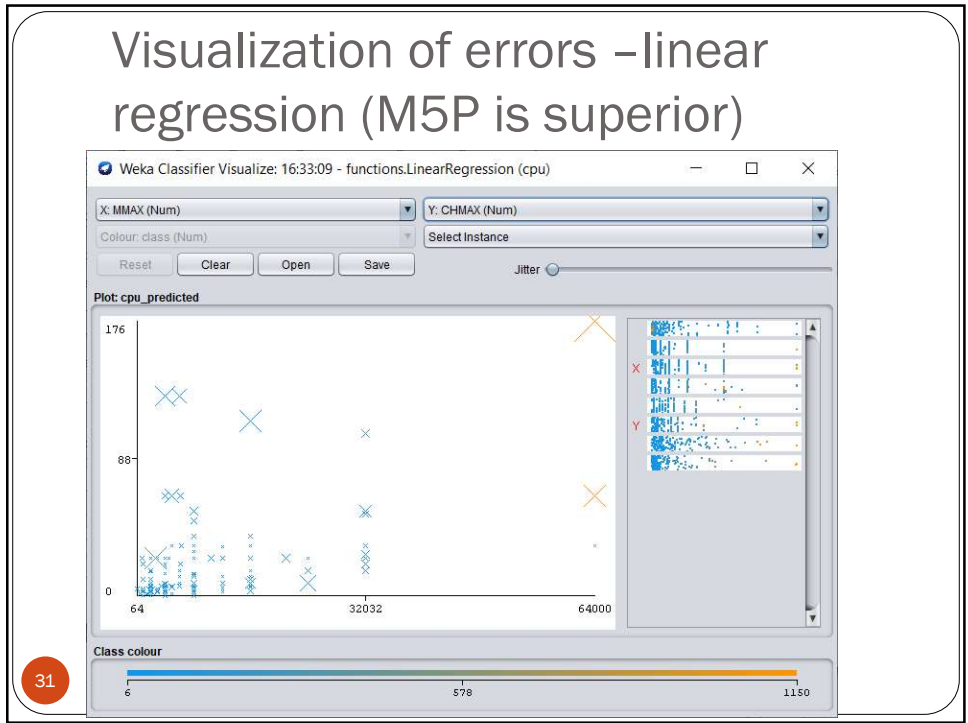 Visualization of errors –linear
regression (M5P is superior)
Weka Classifier Visualize: 16:33:09 - functions.LinearRegression (cpu)
X: MMAX (Num)
Y: CHMAX (Num)
Colour: class (Num)
Select Instance
Reset
Clear
Open
Save
Jitter
Plot: cpu_predicted
176
88
0
64
32032
64000
X
Y
Class colour
6
578
1150
31